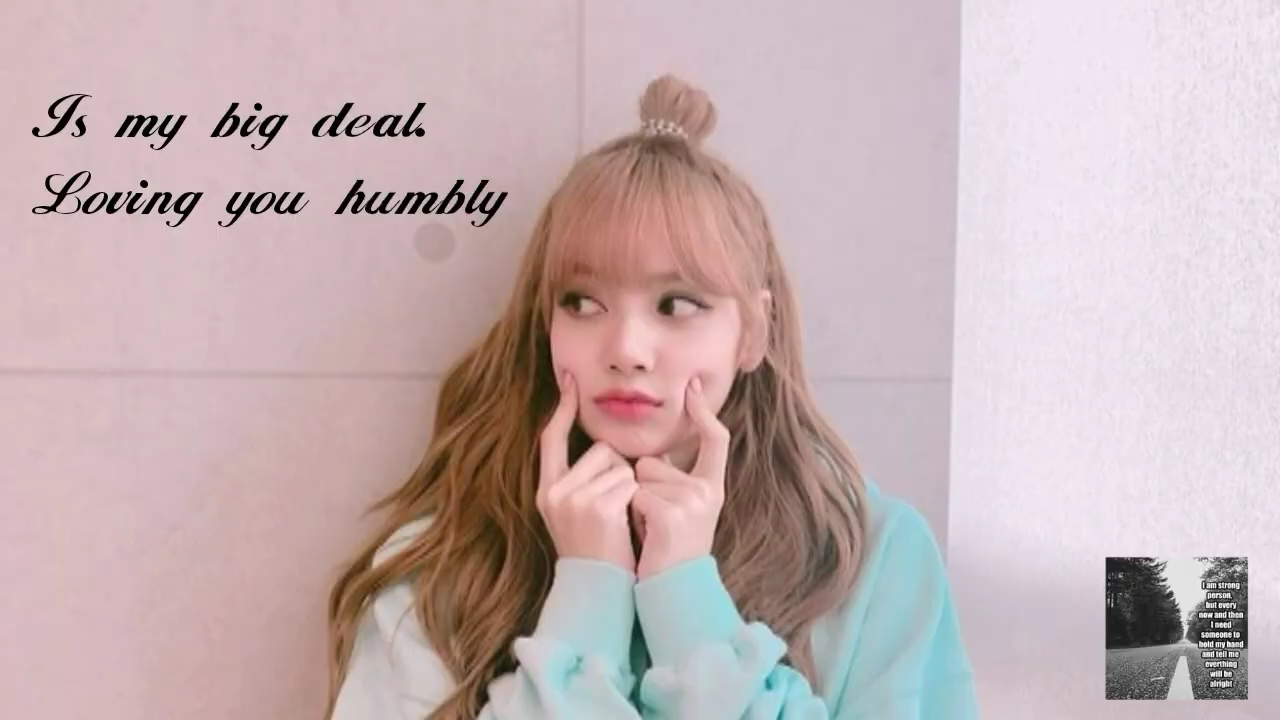 Is my big deal.
Loving you humbly
I am strong
person,
but every
now and then
I need
someone to
hold my hand
and tell me
everthing
will be
alright